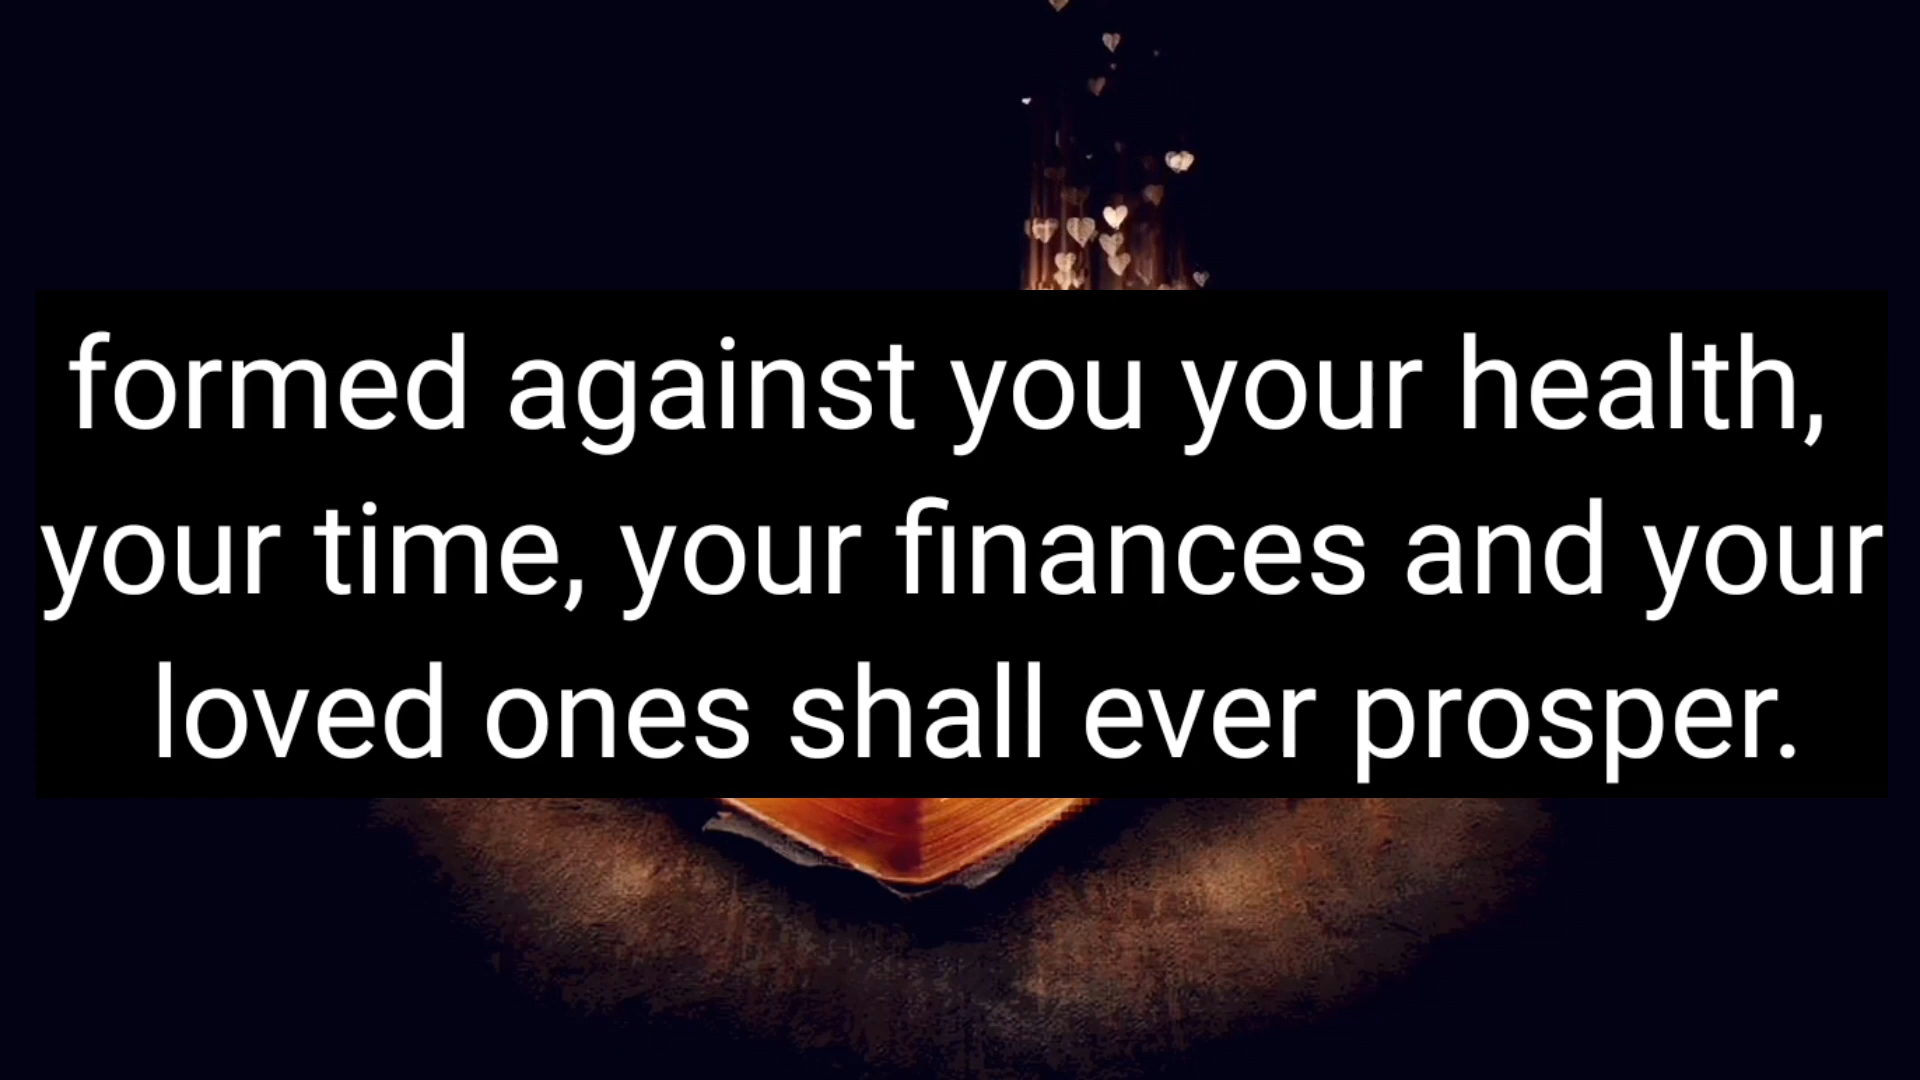 formed against you your health,
your time, your finances and your
loved ones shall ever prosper.